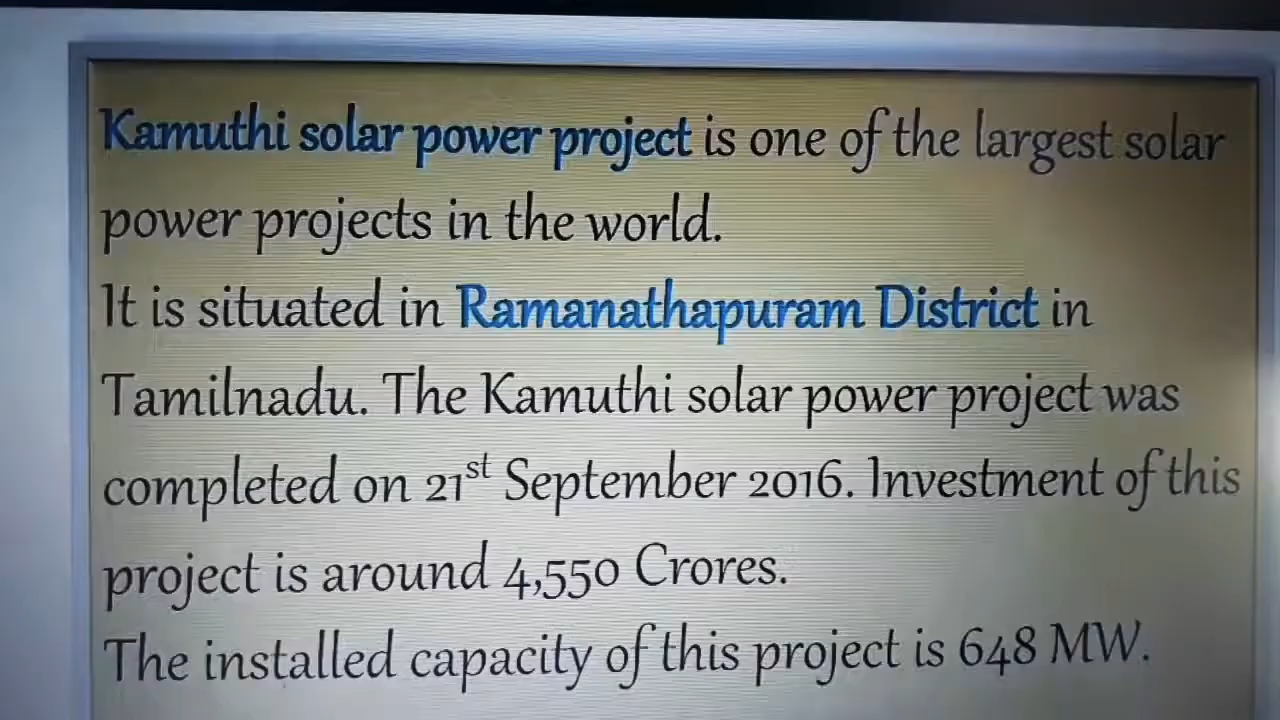 Kamuthi solar power project is one of the largest solar
power projects in the world.
It is situated in Ramanathapuram District in
Tamilnadu. The Kamuthi solar power project was
completed on 21st September 2016. Investment of this
project is around 4,550 Crores.
The installed capacity of this project is 648 MW.